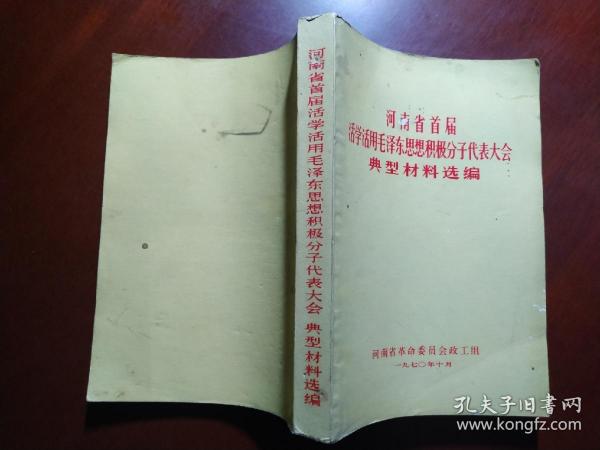 河南省首届活学活用毛泽东思想积极分子代表大会 典型材料选编
河南省首届
活学活用毛泽东思想积极分子代表大会
典型材料选编
河南省革命委员会政工组
一九七〇年十月
孔夫子旧书网
www.kongfz.com